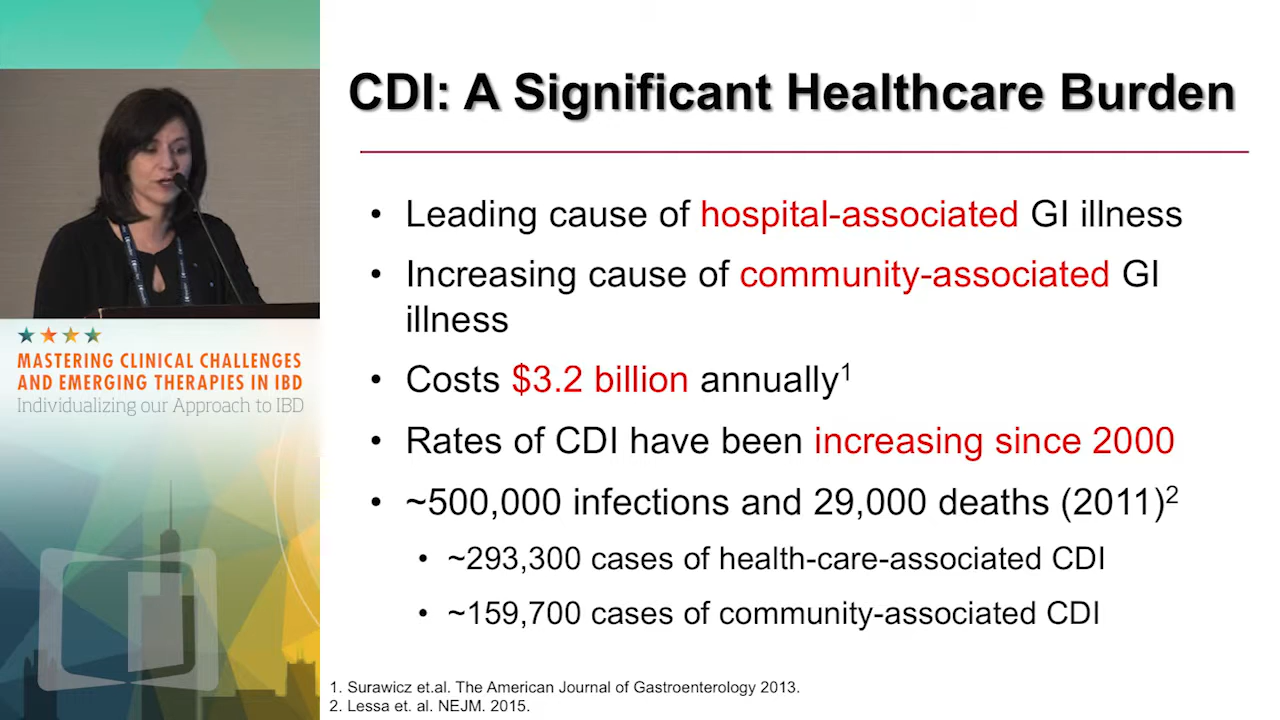 CDI: A Significant Healthcare Burden
• Leading cause of hospital-associated GI illness
• Increasing cause of community-associated GI
illness
• Costs $3.2 billion annually1
• Rates of CDI have been increasing since 2000
• ~500,000 infections and 29,000 deaths (2011)2
• ~293,300 cases of health-care-associated CDI
• ~159,700 cases of community-associated CDI
1. Surawicz et.al. The American Journal of Gastroenterology 2013.
2. Lessa et. al. NEJM. 2015.
MASTERING CLINICAL CHALLENGES
AND EMERGING THERAPIES IN IBD
Individualizing our Approach to IBD